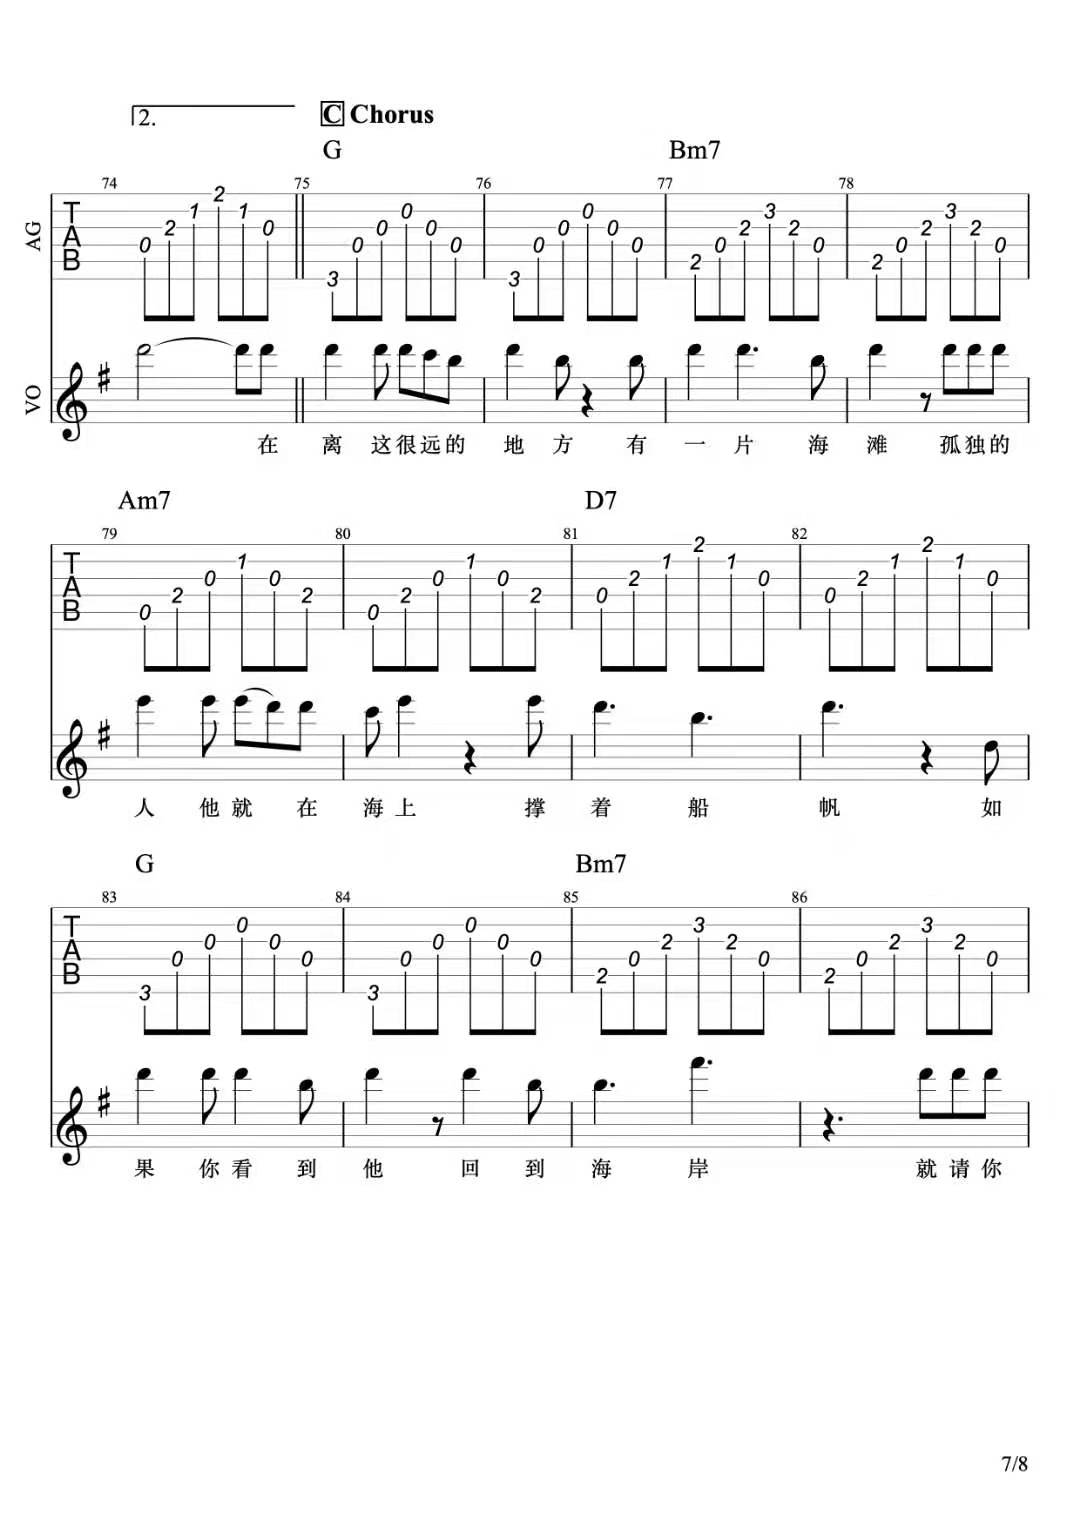 2.
C Chorus
G Bm7
74 75 76 77 78
AG
T
A
B
0 2 1 2 1 0 3 0 0 0 0 0 3 0 0 0 0 0 2 0 2 3 2 0 2 0 2 3 2 0
VO
在 离 这很远的 地 方 有 一 片 海 滩 孤独的
Am7 D7
79 80 81 82
T
A
B
0 2 0 1 0 2 0 2 0 1 0 2 0 2 1 2 1 0 0 2 1 2 1 0
人 他就 在 海上 撑 着 船 帆 如
G Bm7
83 84 85 86
T
A
B
3 0 0 0 0 0 3 0 0 0 0 0 2 0 2 3 2 0 2 0 2 3 2 0
果 你看 到 他 回 到 海 岸 就请你
7/8